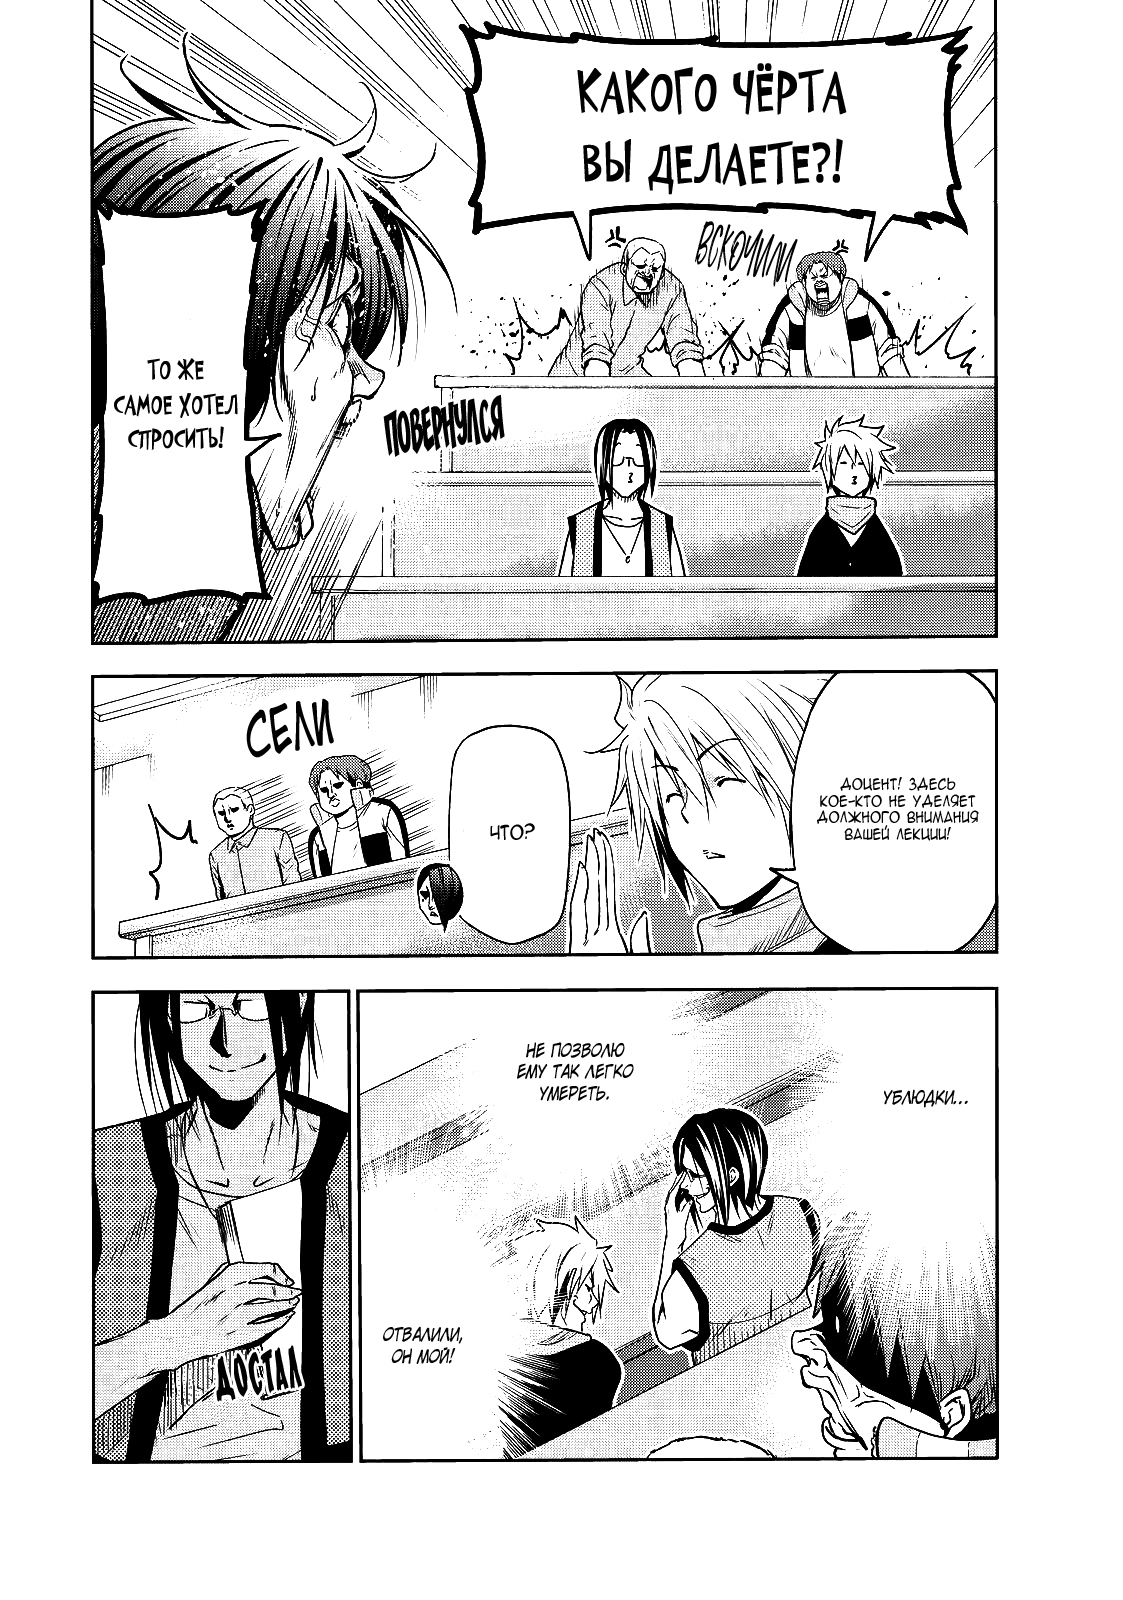 КАКОГО ЧЁРТА
ВЫ ДЕЛАЕТЕ?!
ВСКОЧИЛИ
ПОВЕРНУЛСЯ
ТО ЖЕ
САМОЕ ХОТЕЛ
СПРОСИТЬ!
ДОЦЕНТ! ЗДЕСЬ
КОЕ-КТО НЕ УДЕЛЯЕТ
ДОЛЖНОГО ВНИМАНИЯ
ВАШЕЙ ЛЕКЦИИ!
ЧТО?
СЕЛИ
УБЛЮДКИ...
НЕ ПОЗВОЛЮ
ЕМУ ТАК ЛЕГКО
УМЕРЕТЬ.
ОТВАЛИЛИ,
ОН МОЙ!
ДОСТАЛ